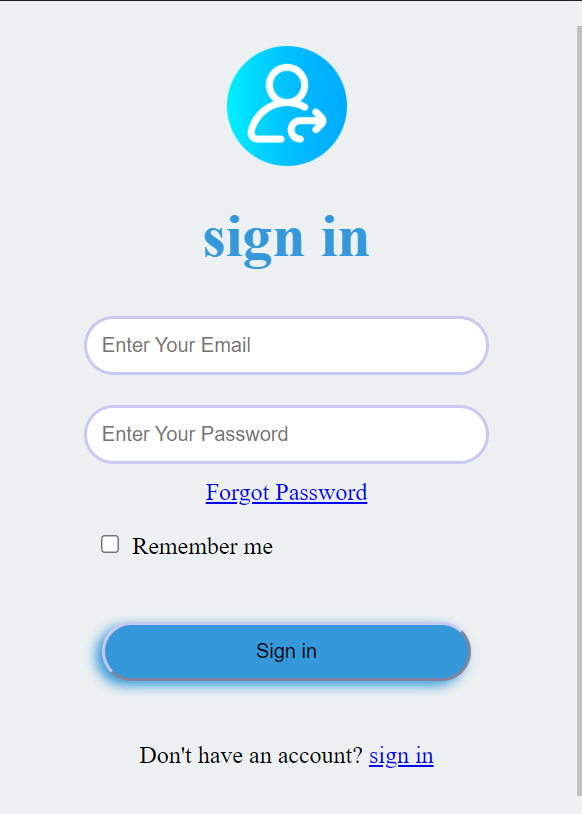 sign in
Enter Your Email
Enter Your Password
Forgot Password
Remember me
Sign in
Don't have an account? sign in